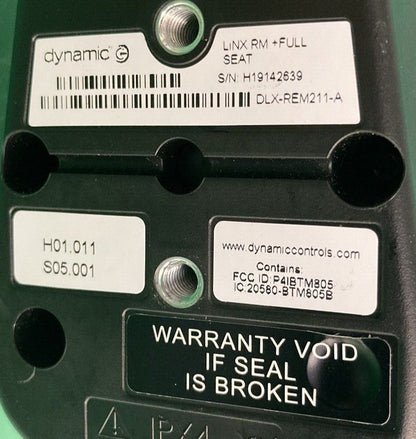 dynamic
LiNX RM +FULL
SEAT
S/N: H19142639
DLX-REM211-A
H01.011
S05.001
www.dynamiccontrols.com
Contains:
FCC ID: P4IBTM805
IC:20580-BTM805B
WARRANTY VOID
IF SEAL
IS BROKEN